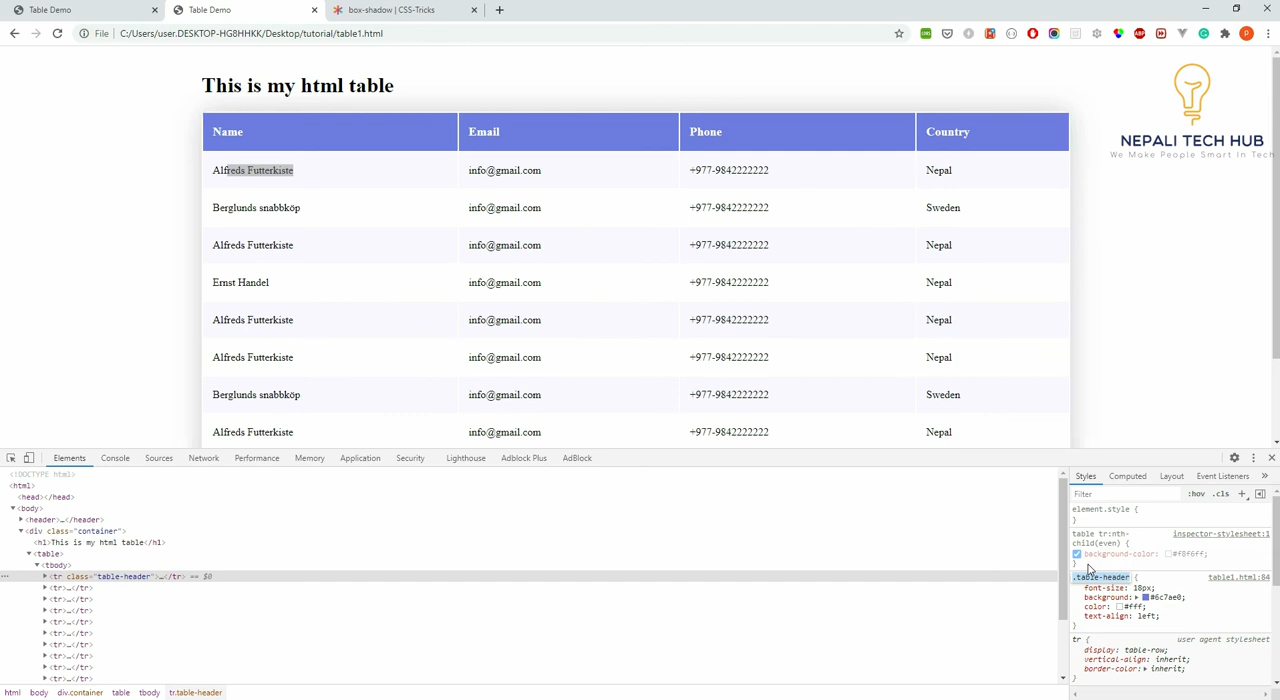 Table Demo
Table Demo
box-shadow | CSS-Tricks
File C:/Users/user.DESKTOP-HG8HHKK/Desktop/tutorial/table1.html
This is my html table
NEPALI TECH HUB
We Make People Smart In Tech
Name Email Phone Country
Alfreds Futterkiste info@gmail.com +977-9842222222 Nepal
Berglunds snabbköp info@gmail.com +977-9842222222 Sweden
Alfreds Futterkiste info@gmail.com +977-9842222222 Nepal
Ernst Handel info@gmail.com +977-9842222222 Nepal
Alfreds Futterkiste info@gmail.com +977-9842222222 Nepal
Alfreds Futterkiste info@gmail.com +977-9842222222 Nepal
Berglunds snabbköp info@gmail.com +977-9842222222 Sweden
Alfreds Futterkiste info@gmail.com +977-9842222222 Nepal
Elements Console Sources Network Performance Memory Application Security Lighthouse Adblock Plus AdBlock
<!DOCTYPE html>
<html>
<head></head>
<body>
<header>…</header>
<div class="container">
<h1>This is my html table</h1>
<table>
<tbody>
<tr class="table-header">…</tr> == $0
<tr>…</tr>
<tr>…</tr>
<tr>…</tr>
<tr>…</tr>
<tr>…</tr>
<tr>…</tr>
<tr>…</tr>
<tr>…</tr>
<tr>…</tr>
html body div.container table tbody tr.table-header
Styles Computed Layout Event Listeners »
Filter :hov .cls +
element.style {
}
table tr:nth- inspector-stylesheet:1
child(even) {
background-color: #f8f6ff;
}
.table-header { table1.html:84
font-size: 18px;
background: #6c7ae0;
color: #fff;
text-align: left;
}
tr { user agent stylesheet
display: table-row;
vertical-align: inherit;
border-color: inherit;
}